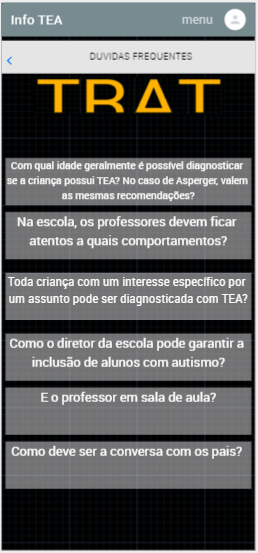 Info TEA menu
DUVIDAS FREQUENTES
TRAT
Com qual idade geralmente é possível diagnosticar
se a criança possui TEA? No caso de Asperger, valem
as mesmas recomendações?
Na escola, os professores devem ficar
atentos a quais comportamentos?
Toda criança com um interesse específico por
um assunto pode ser diagnosticada com TEA?
Como o diretor da escola pode garantir a
inclusão de alunos com autismo?
E o professor em sala de aula?
Como deve ser a conversa com os pais?